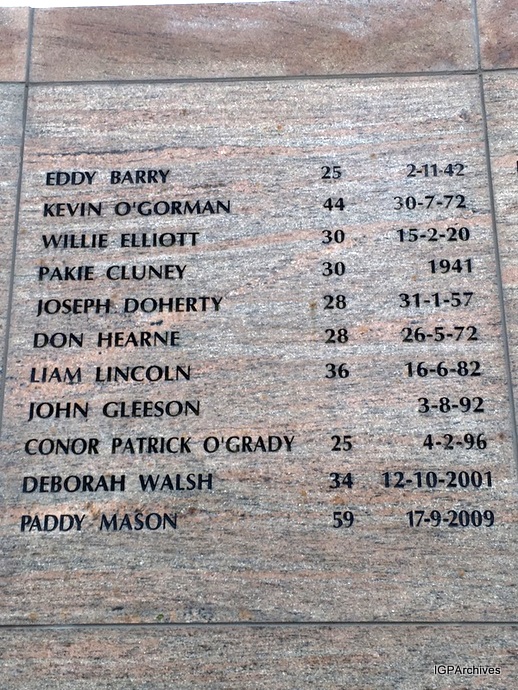 EDDY BARRY 25 2-11-42
KEVIN O'GORMAN 44 30-7-72
WILLIE ELLIOTT 30 15-2-20
PAKIE CLUNEY 30 1941
JOSEPH DOHERTY 28 31-1-57
DON HEARNE 28 26-5-72
LIAM LINCOLN 36 16-6-82
JOHN GLEESON 3-8-92
CONOR PATRICK O'GRADY 25 4-2-96
DEBORAH WALSH 34 12-10-2001
PADDY MASON 59 17-9-2009
IGPArchives